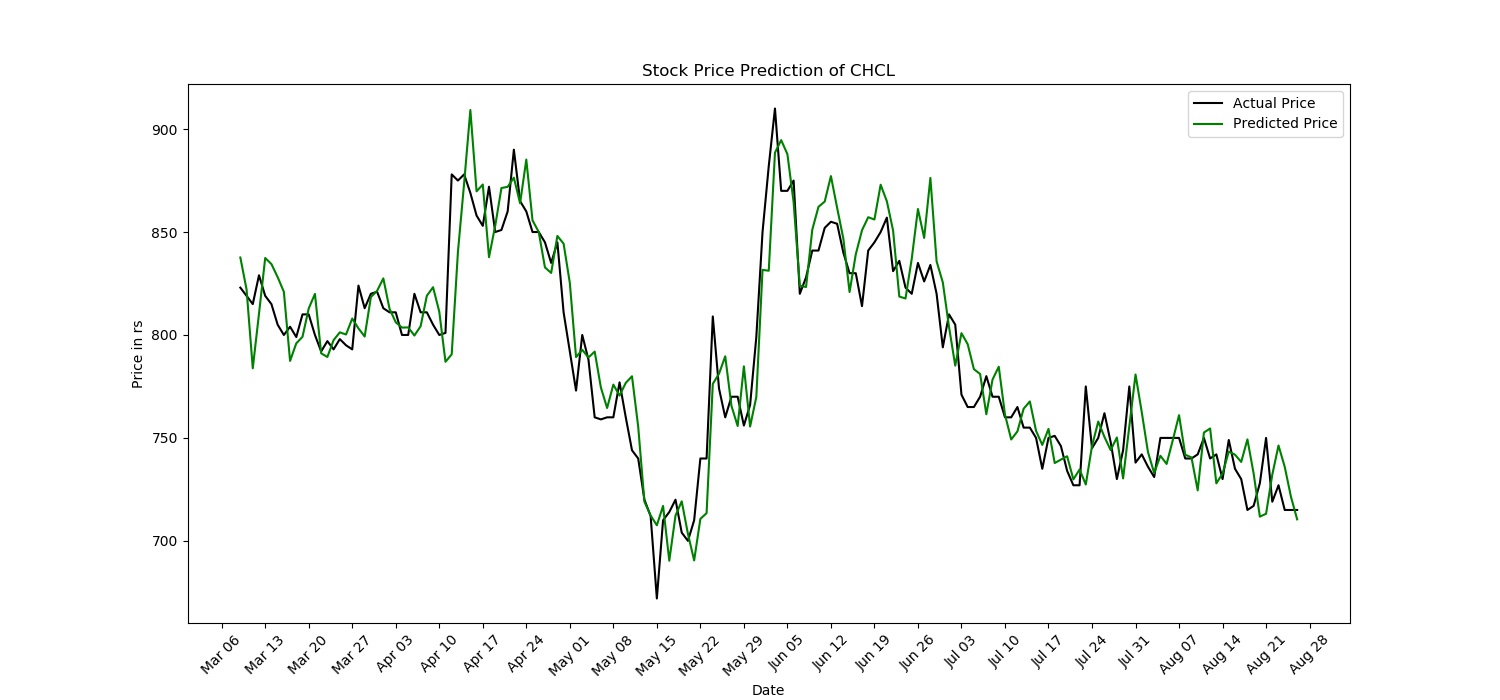 Stock Price Prediction of CHCL
Actual Price
Predicted Price
Price in rs
900
850
800
750
700
Mar 06
Mar 13
Mar 20
Mar 27
Apr 03
Apr 10
Apr 17
Apr 24
May 01
May 08
May 15
May 22
May 29
Jun 05
Jun 12
Jun 19
Jun 26
Jul 03
Jul 10
Jul 17
Jul 24
Jul 31
Aug 07
Aug 14
Aug 21
Aug 28
Date